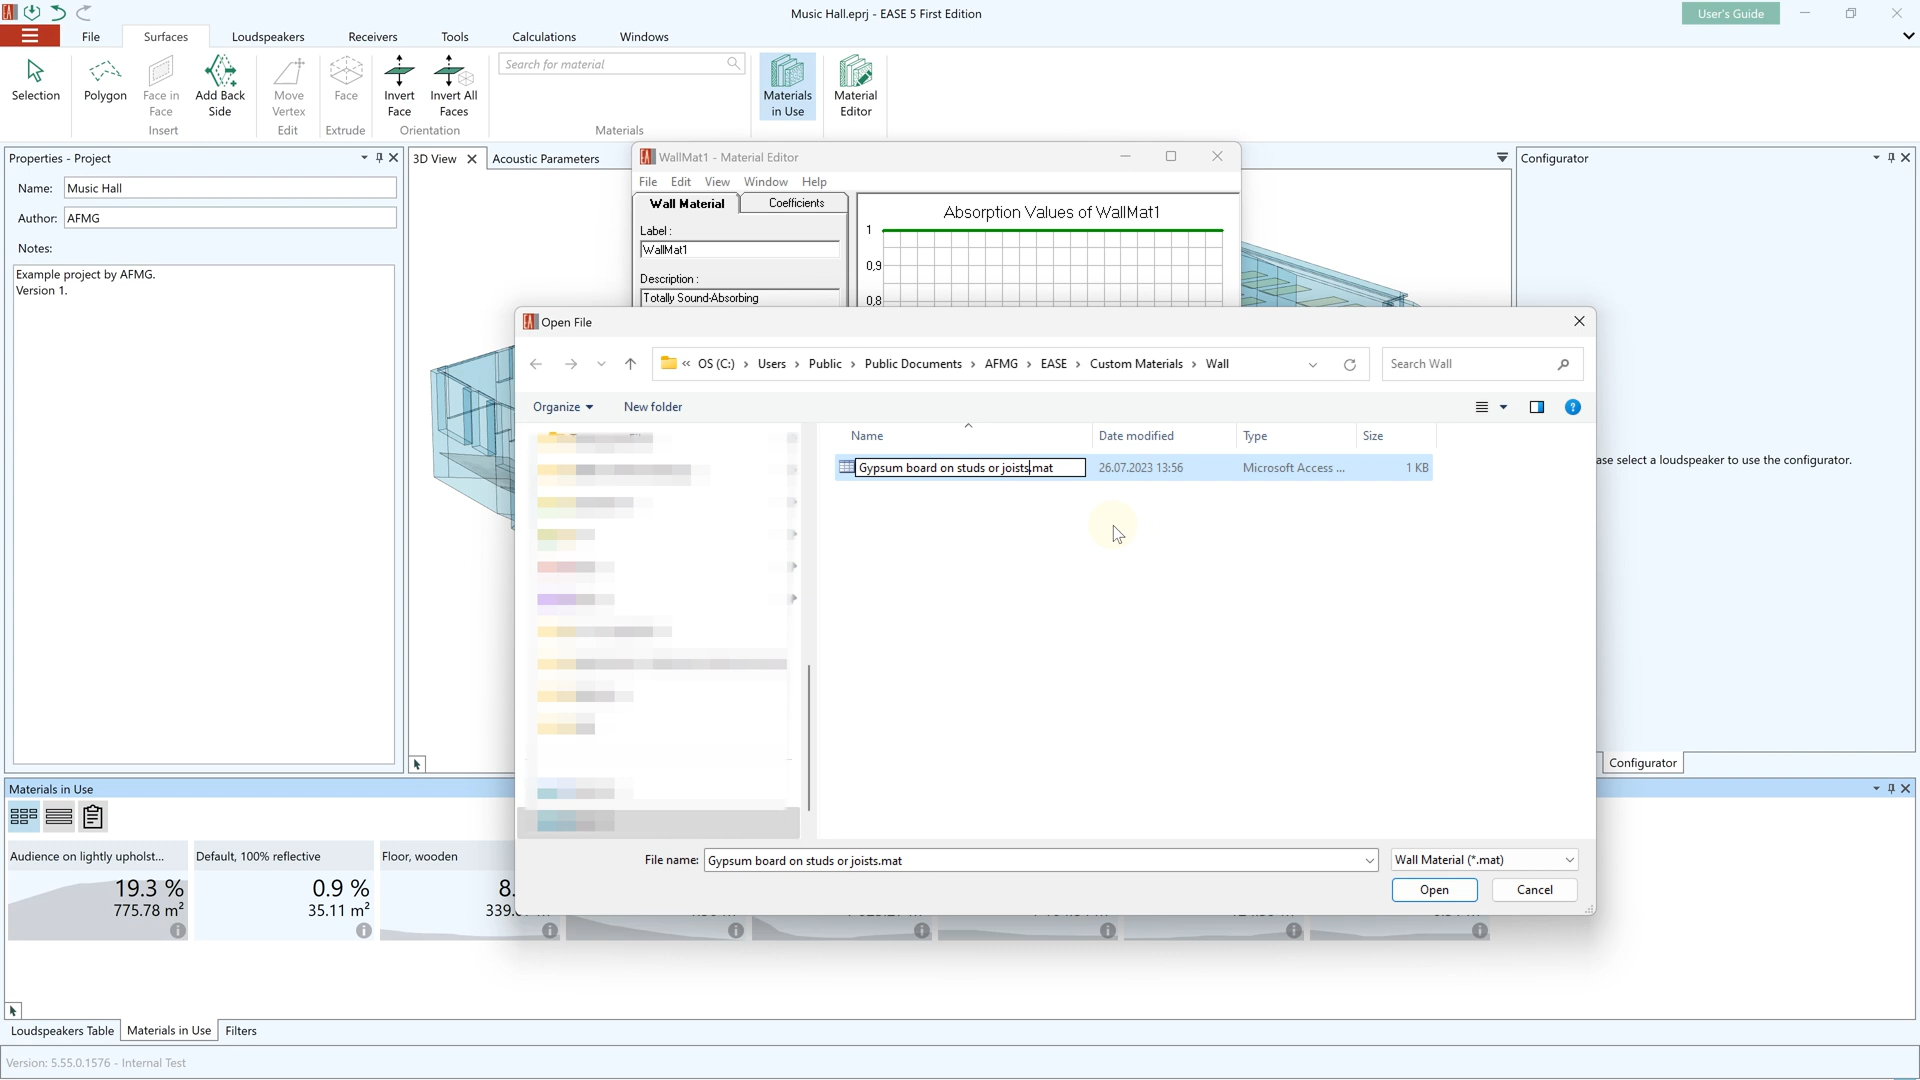 Music Hall.eprj - EASE 5 First Edition
User's Guide
File
Surfaces
Loudspeakers
Receivers
Tools
Calculations
Windows
Selection
Polygon
Face in
Face
Add Back
Side
Insert
Move
Vertex
Edit
Face
Extrude
Invert
Face
Invert All
Faces
Orientation
Search for material
Materials
Materials
in Use
Material
Editor
Properties - Project
Name:
Music Hall
Author:
AFMG
Notes:
Example project by AFMG.
Version 1.
3D View
Acoustic Parameters
WallMat1 - Material Editor
File
Edit
View
Window
Help
Wall Material
Coefficients
Label :
WallMat1
Description :
Totally Sound-Absorbing
Absorption Values of WallMat1
1
0,9
0,8
Configurator
ase select a loudspeaker to use the configurator.
Configurator
Open File
« OS (C:) › Users › Public › Public Documents › AFMG › EASE › Custom Materials › Wall
Search Wall
Organize
New folder
Name
Date modified
Type
Size
Gypsum board on studs or joists.mat
26.07.2023 13:56
Microsoft Access ...
1 KB
File name:
Gypsum board on studs or joists.mat
Wall Material (*.mat)
Open
Cancel
Materials in Use
Audience on lightly upholst...
19.3 %
775.78 m²
Default, 100% reflective
0.9 %
35.11 m²
Floor, wooden
8.
339.
Loudspeakers Table
Materials in Use
Filters
Version: 5.55.0.1576 - Internal Test